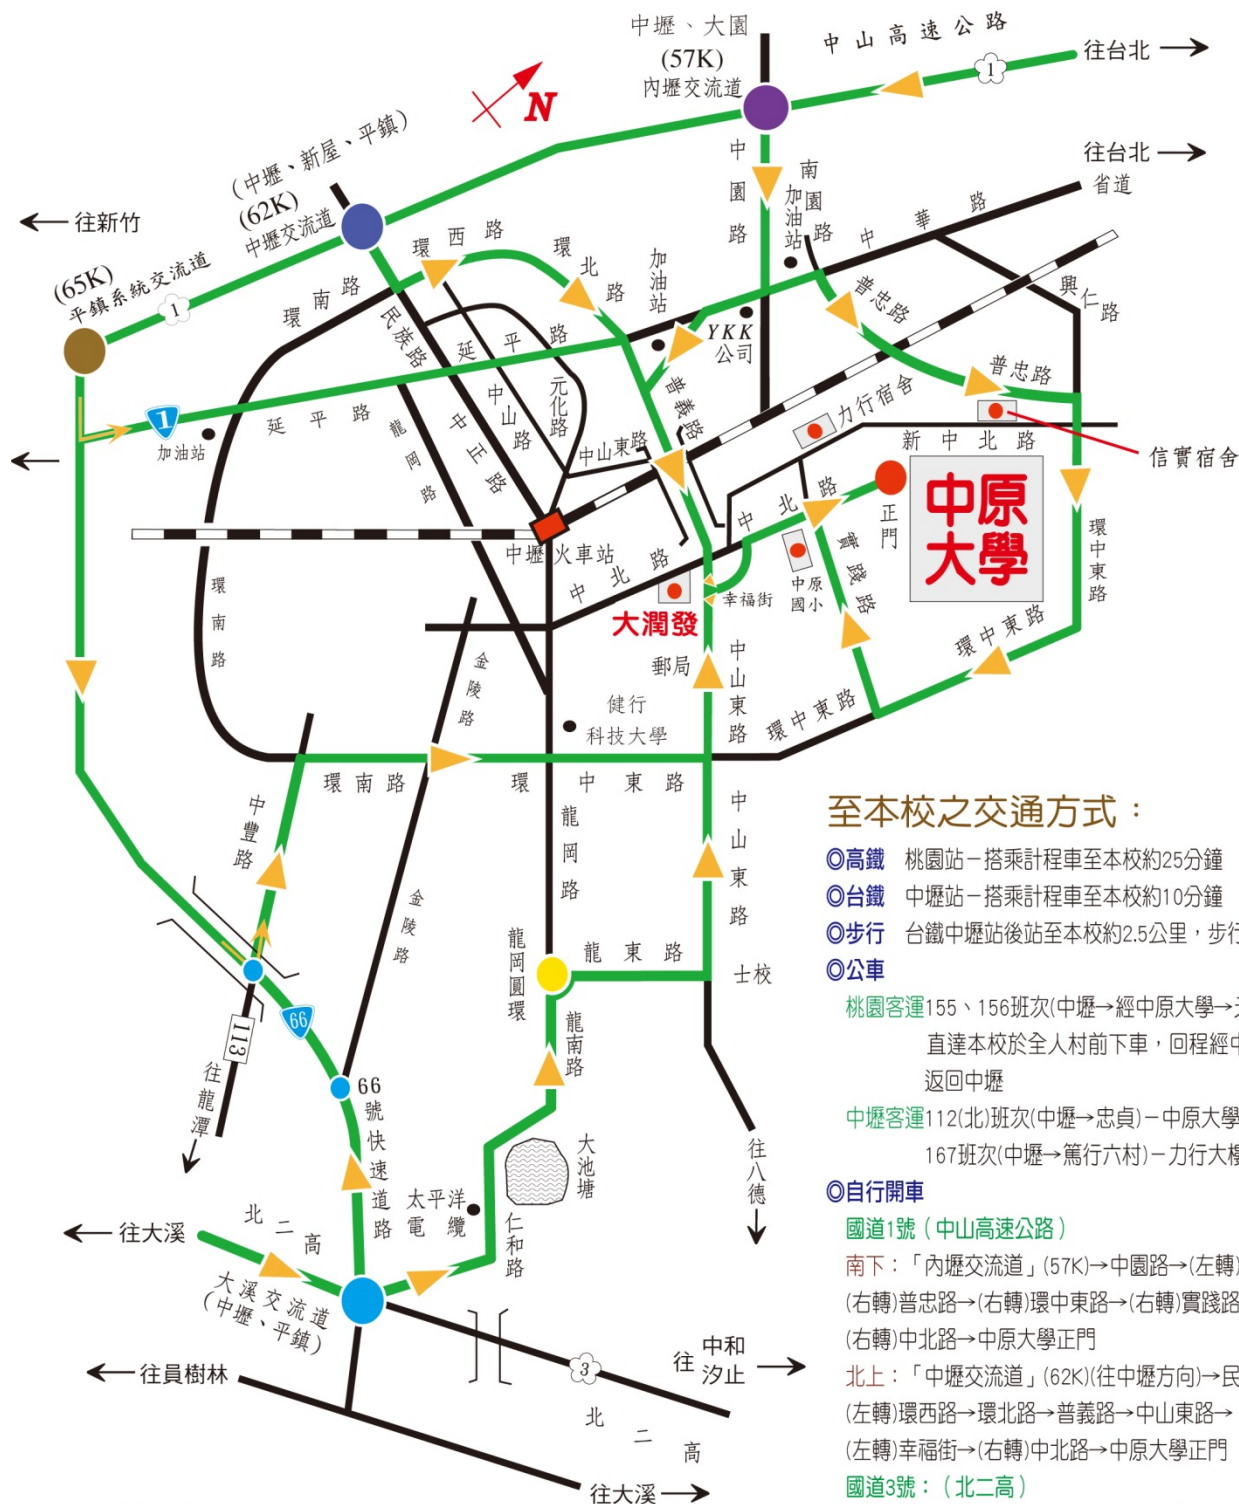 中壢、大園
(57K)
內壢交流道
中山高速公路
1
往台北
往台北
省道
N
(中壢、新屋、平鎮)
(62K)
中壢交流道
往新竹
(65K)
平鎮系統交流道
1
環南路
環西路
環北路
民族路
延平路
延平路
1
加油站
龍岡路
中正路
中山路
元化路
中山東路
加油站
YKK
公司
中園路
南園路
加油站
中華路
普忠路
普忠路
興仁路
普義路
力行宿舍
新中北路
信實宿舍
中原
大學
正門
中北路
中北路
實踐路
中原
國小
環中東路
環中東路
環中東路
中壢火車站
大潤發
幸福街
郵局
中山東路
健行
科技大學
環南路
金陵路
環南路
環中東路
中豐路
金陵路
龍岡路
中山東路
龍岡圓環
龍東路
士校
龍南路
66
113
往龍潭
66號快速道路
大池塘
太平洋
電纜
仁和路
往八德
往大溪
北二高
大溪交流道
(中壢、平鎮)
往員樹林
3
北二高
往
中和
汐止
往大溪
至本校之交通方式：
◎高鐵 桃園站－搭乘計程車至本校約25分鐘
◎台鐵 中壢站－搭乘計程車至本校約10分鐘
◎步行 台鐵中壢站後站至本校約2.5公里，步行
◎公車
桃園客運155、156班次(中壢→經中原大學→
直達本校於全人村前下車，回程經中
返回中壢
中壢客運112(北)班次(中壢→忠貞)－中原大學
167班次(中壢→篤行六村)－力行大樓
◎自行開車
國道1號（中山高速公路）
南下：「內壢交流道」(57K)→中園路→(左轉)
(右轉)普忠路→(右轉)環中東路→(右轉)實踐路
(右轉)中北路→中原大學正門
北上：「中壢交流道」(62K)(往中壢方向)→民
(左轉)環西路→環北路→普義路→中山東路→
(左轉)幸福街→(右轉)中北路→中原大學正門
國道3號：（北二高）